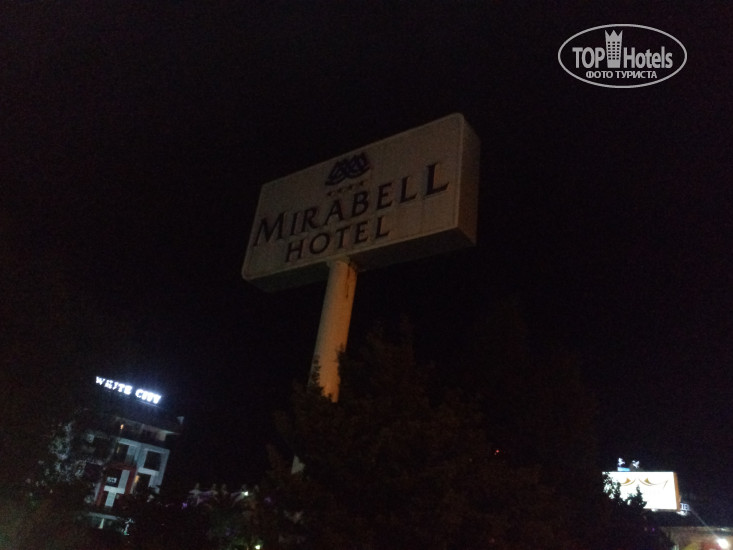 TOP Hotels
ФОТО ТУРИСТА
MIRABELL
HOTEL
WHITE CITY